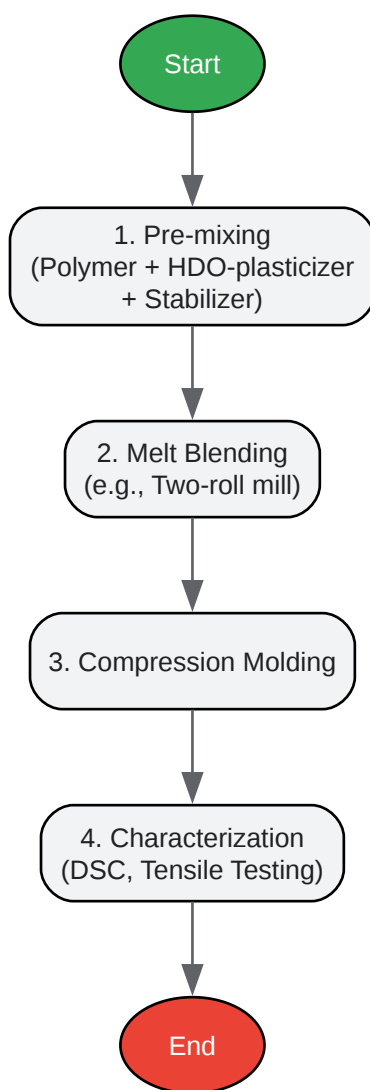 Start
1. Pre-mixing
(Polymer + HDO-plasticizer
+ Stabilizer)
2. Melt Blending
(e.g., Two-roll mill)
3. Compression Molding
4. Characterization
(DSC, Tensile Testing)
End